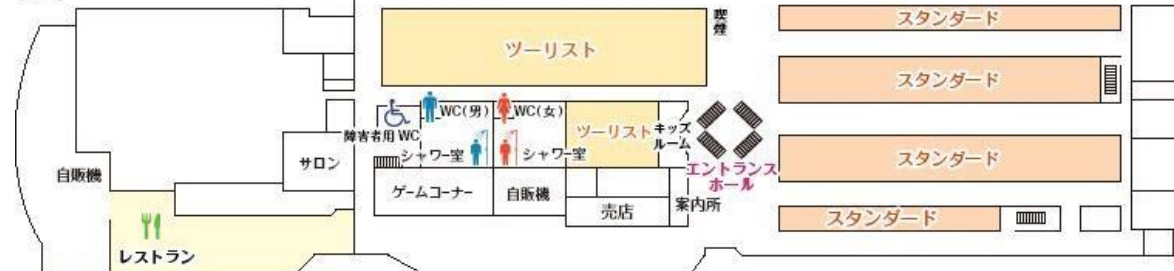 スタンダード
喫煙
ツーリスト
スタンダード
WC(男)
WC(女)
障害者用 WC
ツーリスト
キッズ
ルーム
シャワー室
シャワー室
サロン
スタンダード
エントランス
ホール
自販機
ゲームコーナー
自販機
売店
案内所
スタンダード
レストラン